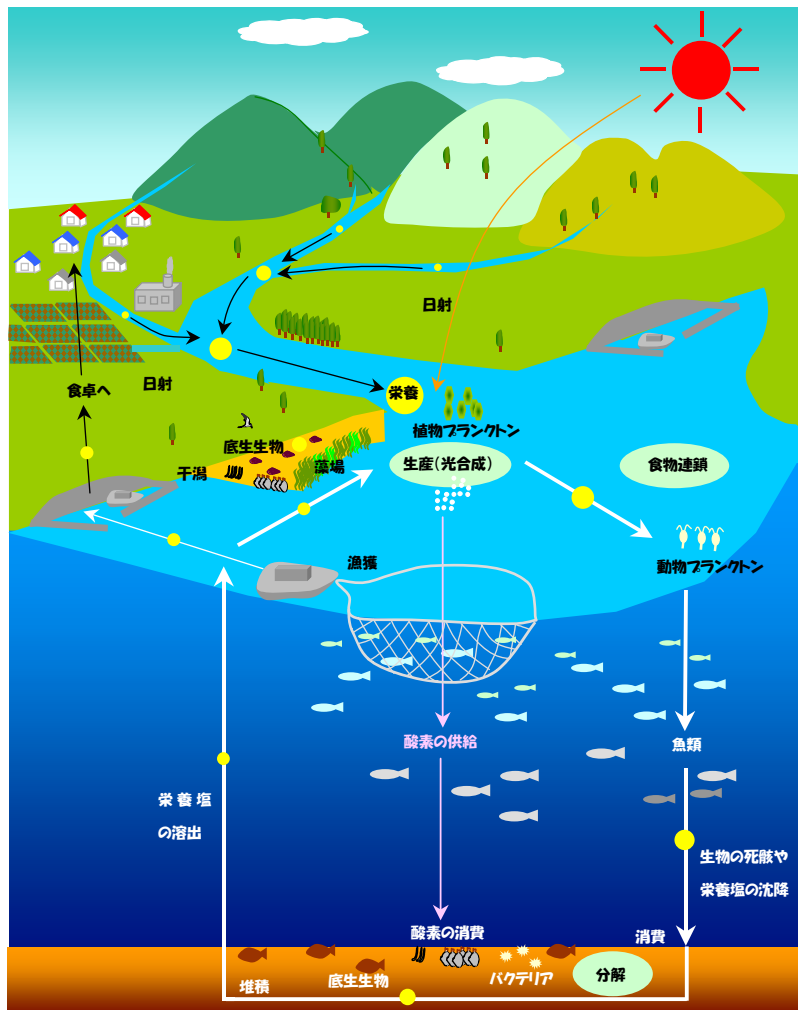 日射
日射
食卓へ
栄養
植物プランクトン
底生生物
藻場
干潟
生産(光合成)
食物連鎖
漁獲
動物プランクトン
酸素の供給
魚類
栄養塩
の溶出
生物の死骸や
栄養塩の沈降
酸素の消費
消費
堆積
底生生物
バクテリア
分解